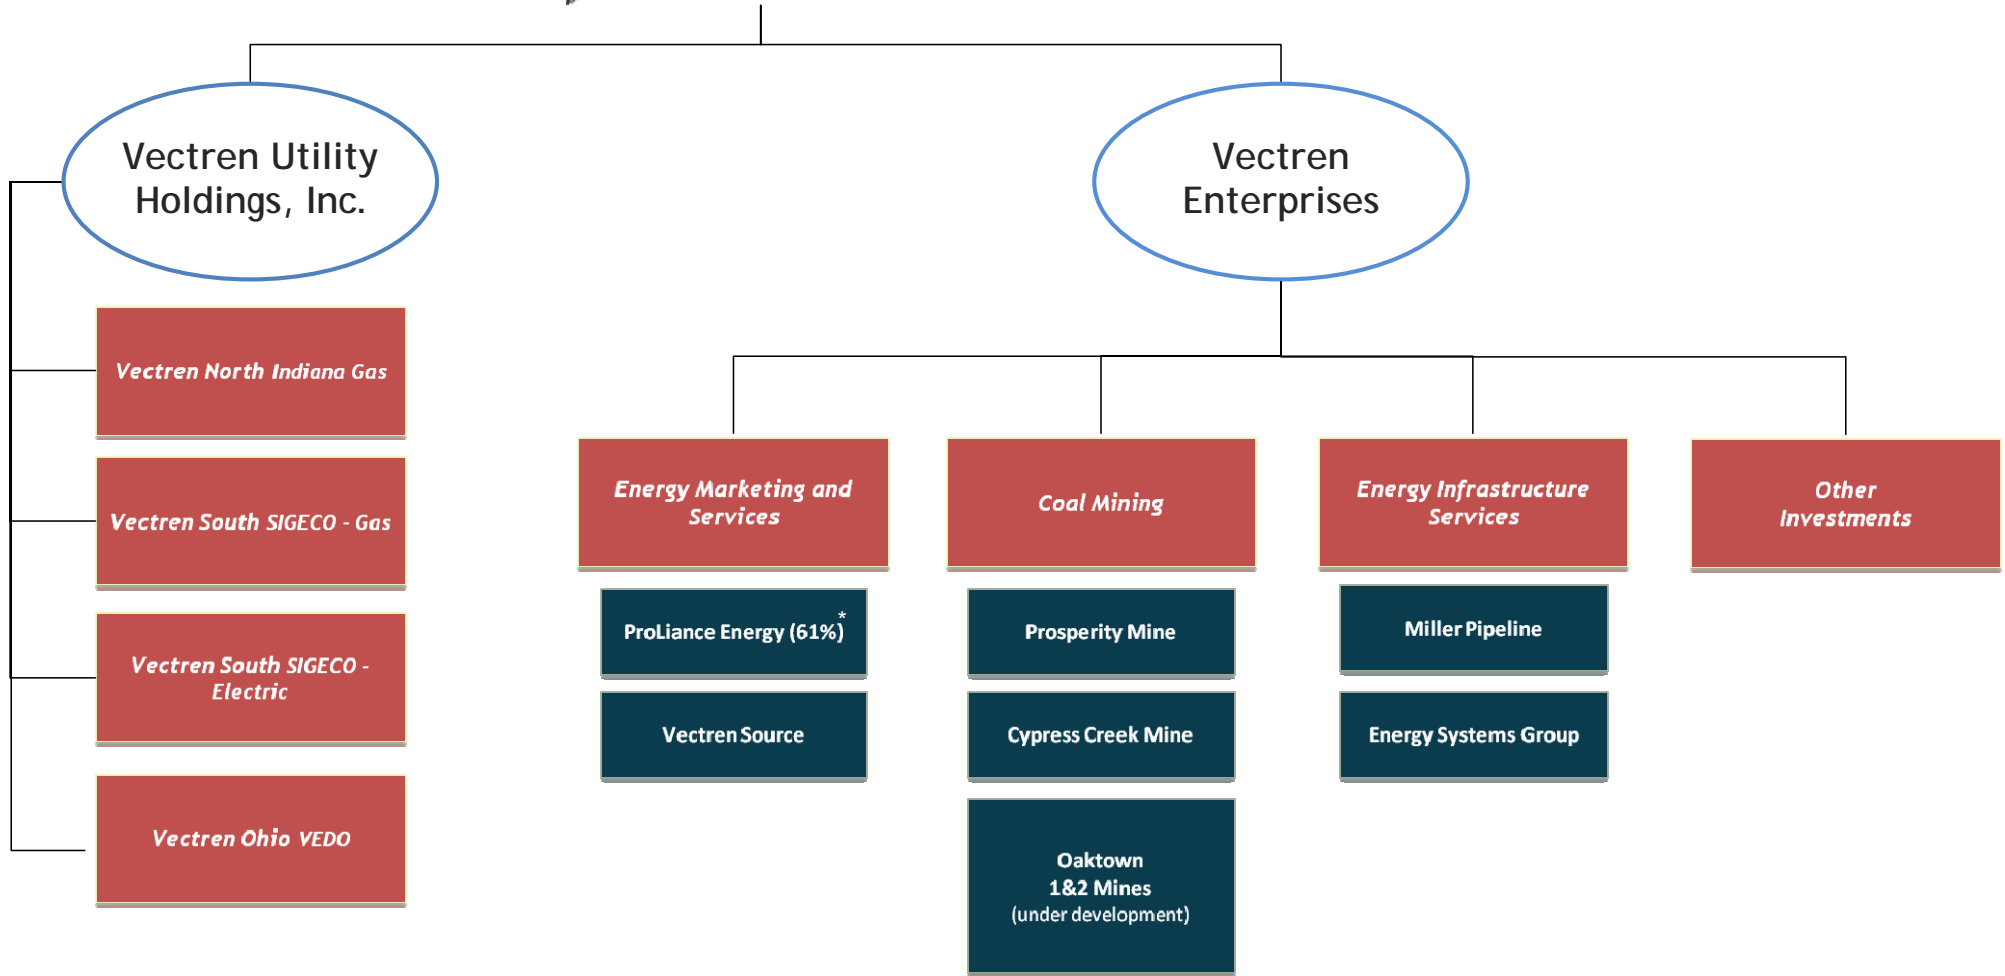 Vectren Utility
Holdings, Inc.
Vectren
Enterprises
Vectren North Indiana Gas
Vectren South SIGECO - Gas
Vectren South SIGECO -
Electric
Vectren Ohio VEDO
Energy Marketing and
Services
Coal Mining
Energy Infrastructure
Services
Other
Investments
ProLiance Energy (61%)*
Prosperity Mine
Miller Pipeline
Vectren Source
Cypress Creek Mine
Energy Systems Group
Oaktown
1&2 Mines
(under development)